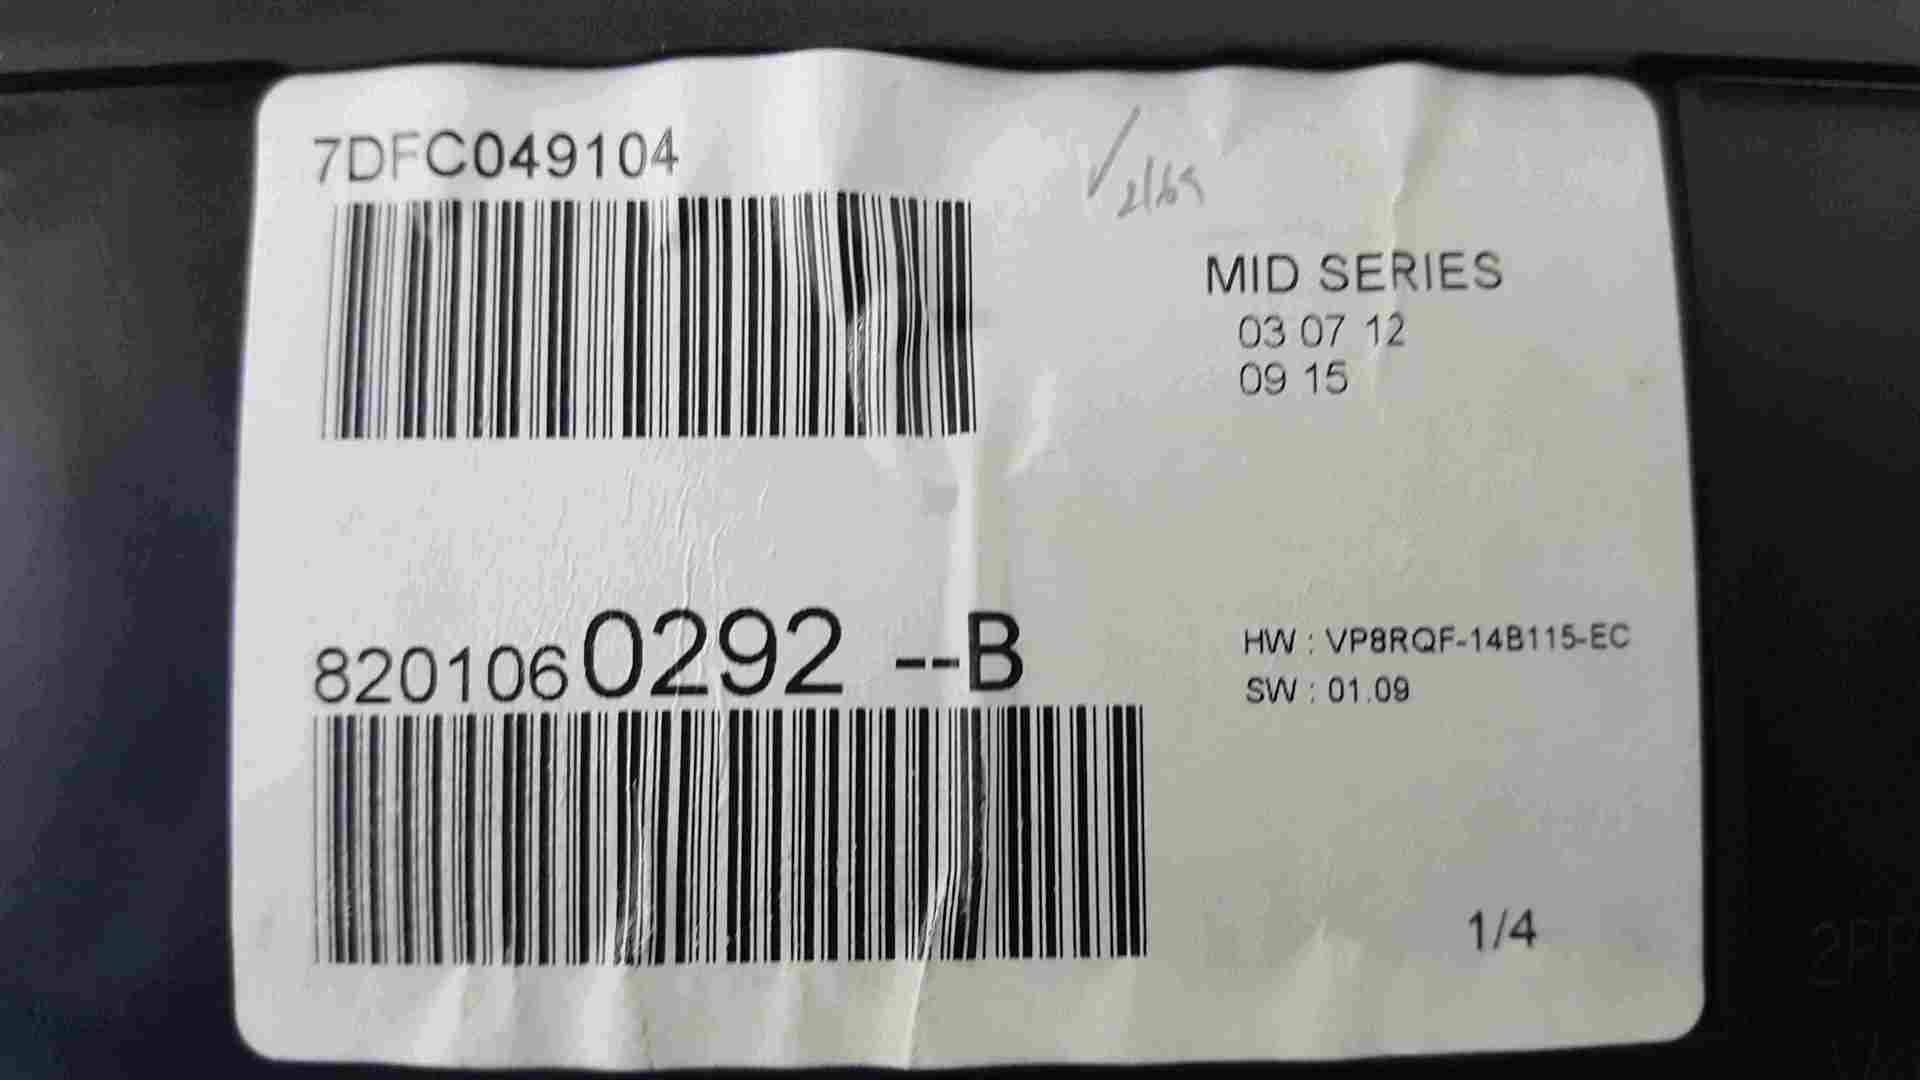 7DFC049104
MID SERIES
03 07 12
09 15
8201060292 --B
HW : VP8RQF-14B115-EC
SW : 01.09
1/4